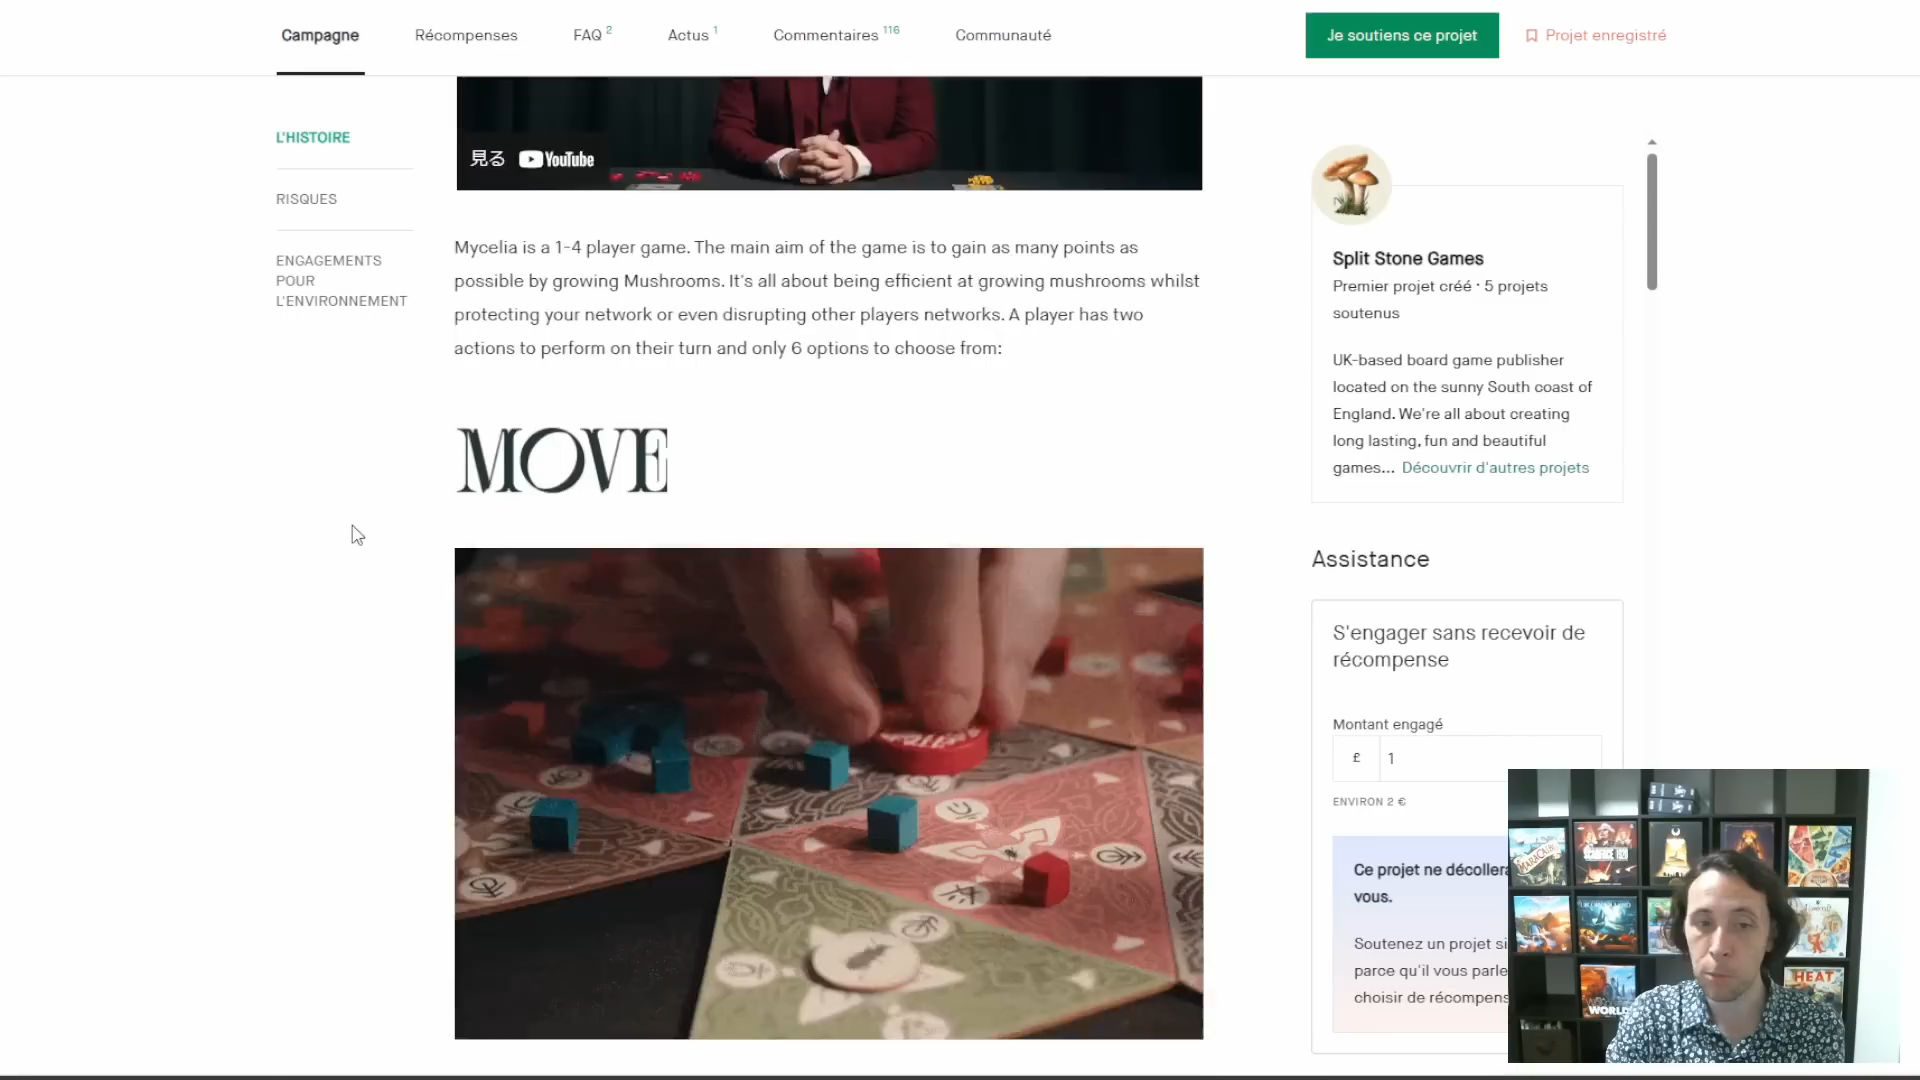 Campagne
Récompenses
FAQ 2
Actus 1
Commentaires 116
Communauté
Je soutiens ce projet
Projet enregistré
L'HISTOIRE
RISQUES
ENGAGEMENTS
POUR
L'ENVIRONNEMENT
見る YouTube
Mycelia is a 1-4 player game. The main aim of the game is to gain as many points as
possible by growing Mushrooms. It's all about being efficient at growing mushrooms whilst
protecting your network or even disrupting other players networks. A player has two
actions to perform on their turn and only 6 options to choose from:
MOVE
Split Stone Games
Premier projet créé · 5 projets
soutenus
UK-based board game publisher
located on the sunny South coast of
England. We're all about creating
long lasting, fun and beautiful
games... Découvrir d'autres projets
Assistance
S'engager sans recevoir de
récompense
Montant engagé
£ 1
ENVIRON 2 €
Ce projet ne décollera
vous.
Soutenez un projet si
parce qu'il vous parle
choisir de récompens
MARACAIBO
HEAT
WORL